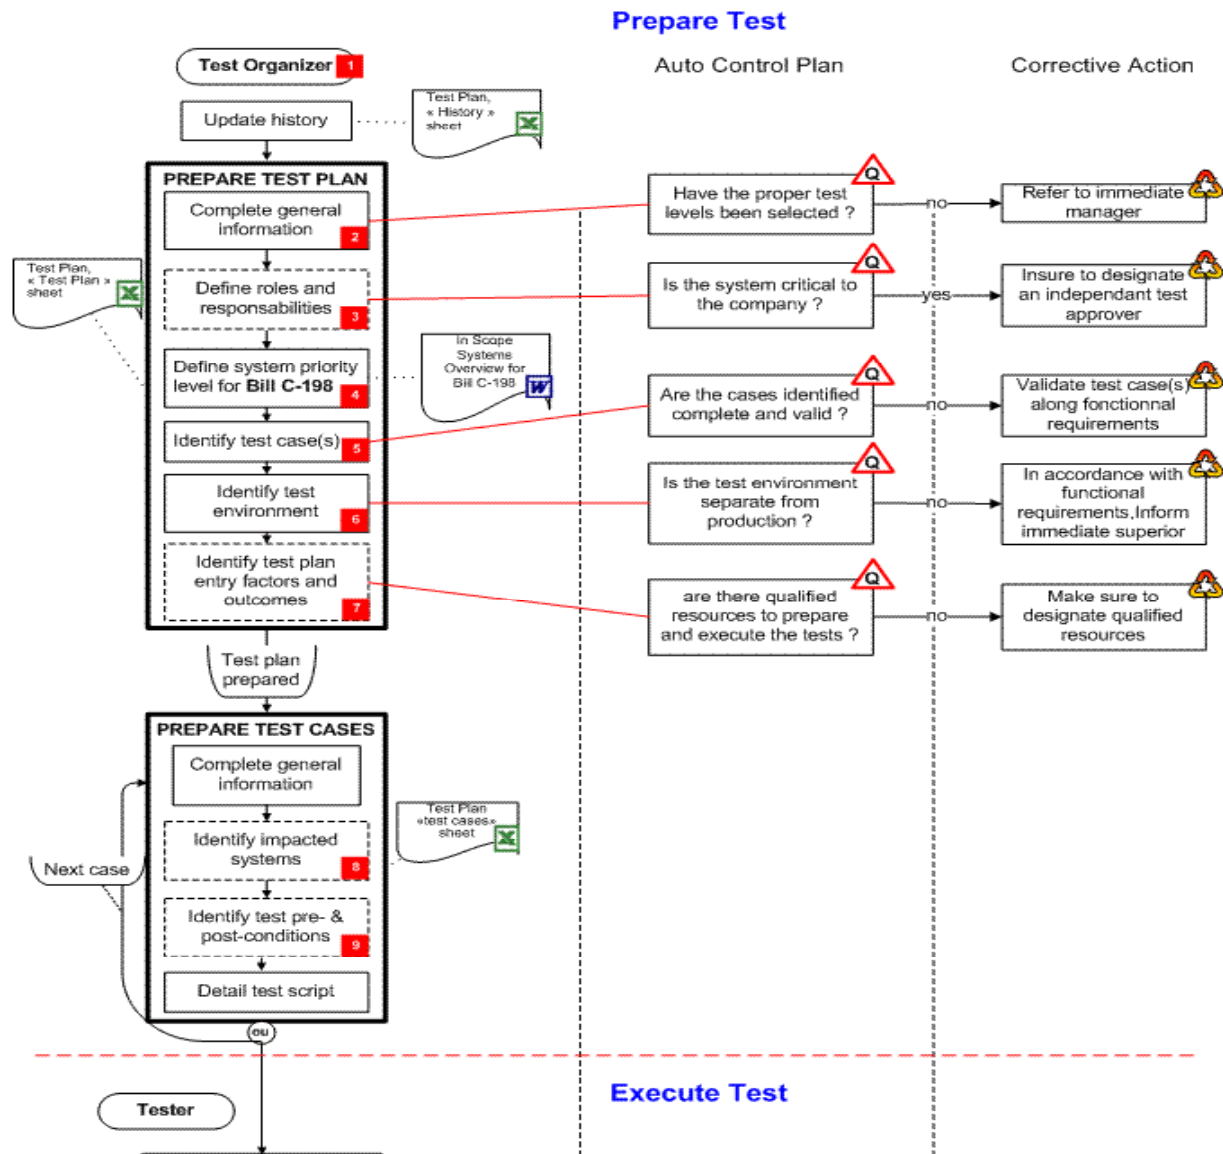 Prepare Test
Test Organizer 1
Auto Control Plan
Corrective Action
Update history
Test Plan,
« History »
sheet
PREPARE TEST PLAN
Complete general
information
2
Have the proper test
levels been selected ?
Q
no
Refer to immediate
manager
Test Plan,
« Test Plan »
sheet
Define roles and
responsabilities
3
Is the system critical to
the company ?
Q
yes
Insure to designate
an independant test
approver
Define system priority
level for Bill C-198
4
In Scope
Systems
Overview for
Bill C-198
W
Identify test case(s)
5
Are the cases identified
complete and valid ?
Q
no
Validate test case(s)
along fonctionnal
requirements
Identify test
environment
6
Is the test environment
separate from
production ?
Q
no
In accordance with
functional
requirements,Inform
immediate superior
Identify test plan
entry factors and
outcomes
7
are there qualified
resources to prepare
and execute the tests ?
Q
no
Make sure to
designate qualified
resources
Test plan
prepared
PREPARE TEST CASES
Complete general
information
Identify impacted
systems
8
Test Plan
«test cases»
sheet
Next case
Identify test pre- &
post-conditions
9
Detail test script
ou
Execute Test
Tester